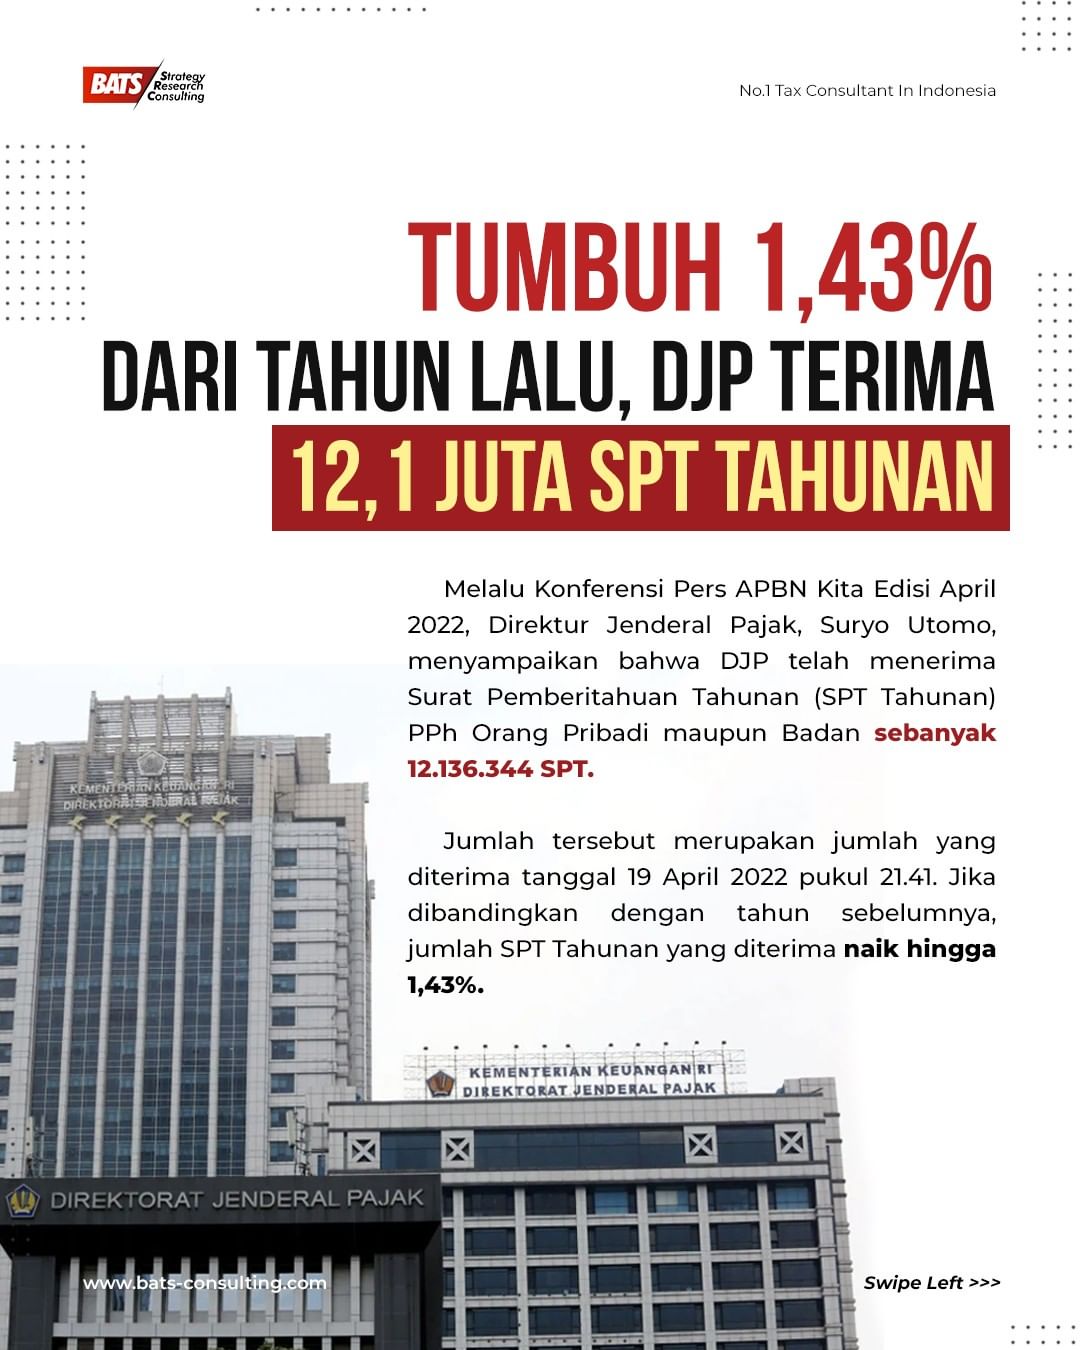 BATS Strategy
Research
Consulting
No.1 Tax Consultant In Indonesia
TUMBUH 1,43%
DARI TAHUN LALU, DJP TERIMA
12,1 JUTA SPT TAHUNAN
Melalu Konferensi Pers APBN Kita Edisi April
2022, Direktur Jenderal Pajak, Suryo Utomo,
menyampaikan bahwa DJP telah menerima
Surat Pemberitahuan Tahunan (SPT Tahunan)
PPh Orang Pribadi maupun Badan sebanyak
12.136.344 SPT.
Jumlah tersebut merupakan jumlah yang
diterima tanggal 19 April 2022 pukul 21.41. Jika
dibandingkan dengan tahun sebelumnya,
jumlah SPT Tahunan yang diterima naik hingga
1,43%.
KEMENTERIAN KEUANGAN RI
DIREKTORAT JENDERAL PAJAK
KEMENTERIAN KEUANGAN RI
DIREKTORAT JENDERAL PAJAK
DIREKTORAT JENDERAL PAJAK
www.bats-consulting.com
Swipe Left >>>